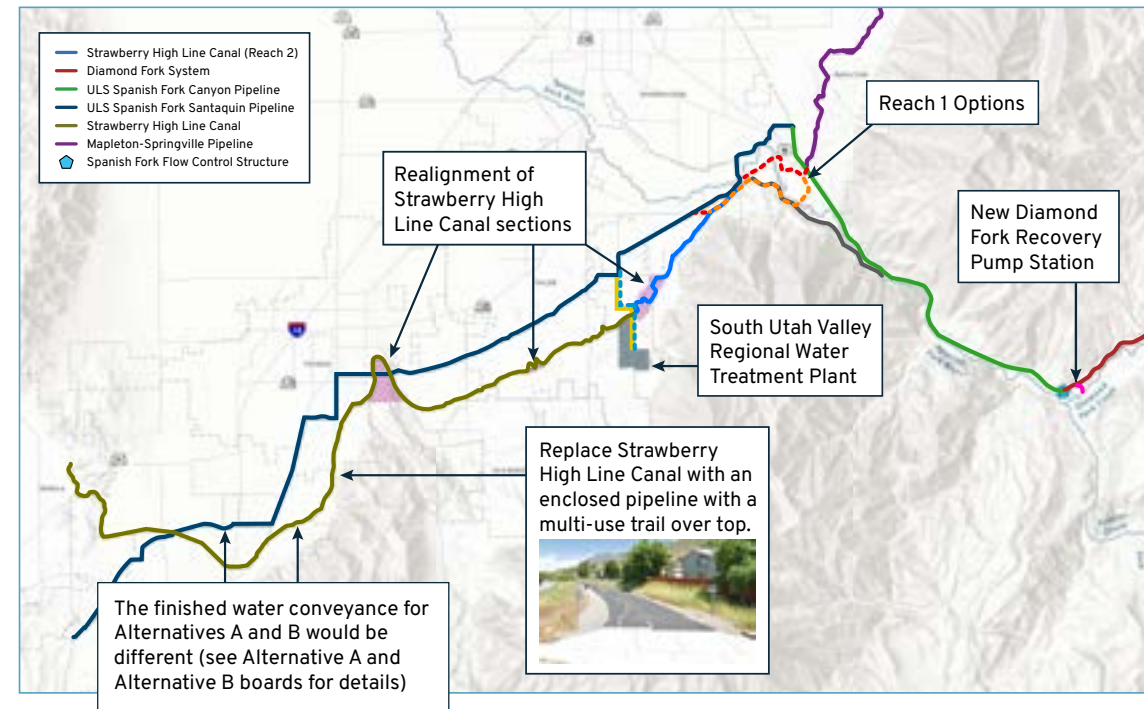 Strawberry High Line Canal (Reach 2)
Diamond Fork System
ULS Spanish Fork Canyon Pipeline
ULS Spanish Fork Santaquin Pipeline
Strawberry High Line Canal
Mapleton-Springville Pipeline
Spanish Fork Flow Control Structure
Reach 1 Options
Realignment of
Strawberry High
Line Canal sections
New Diamond
Fork Recovery
Pump Station
South Utah Valley
Regional Water
Treatment Plant
Replace Strawberry
High Line Canal with an
enclosed pipeline with a
multi-use trail over top.
The finished water conveyance for
Alternatives A and B would be
different (see Alternative A and
Alternative B boards for details)